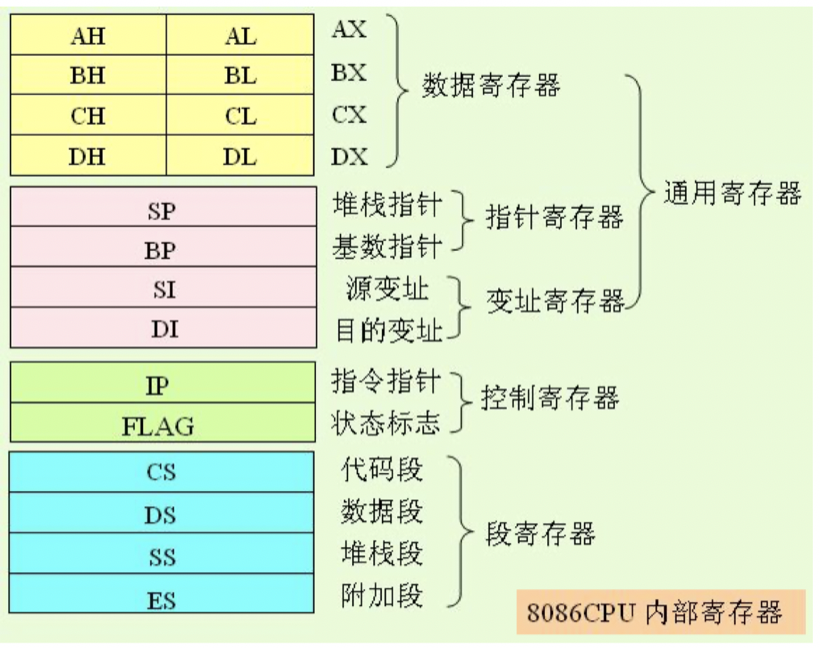 AH AL AX
BH BL BX
CH CL CX
DH DL DX
数据寄存器
SP 堆栈指针
BP 基数指针
指针寄存器
SI 源变址
DI 目的变址
变址寄存器
通用寄存器
IP 指令指针
FLAG 状态标志
控制寄存器
CS 代码段
DS 数据段
SS 堆栈段
ES 附加段
段寄存器
8086CPU 内部寄存器